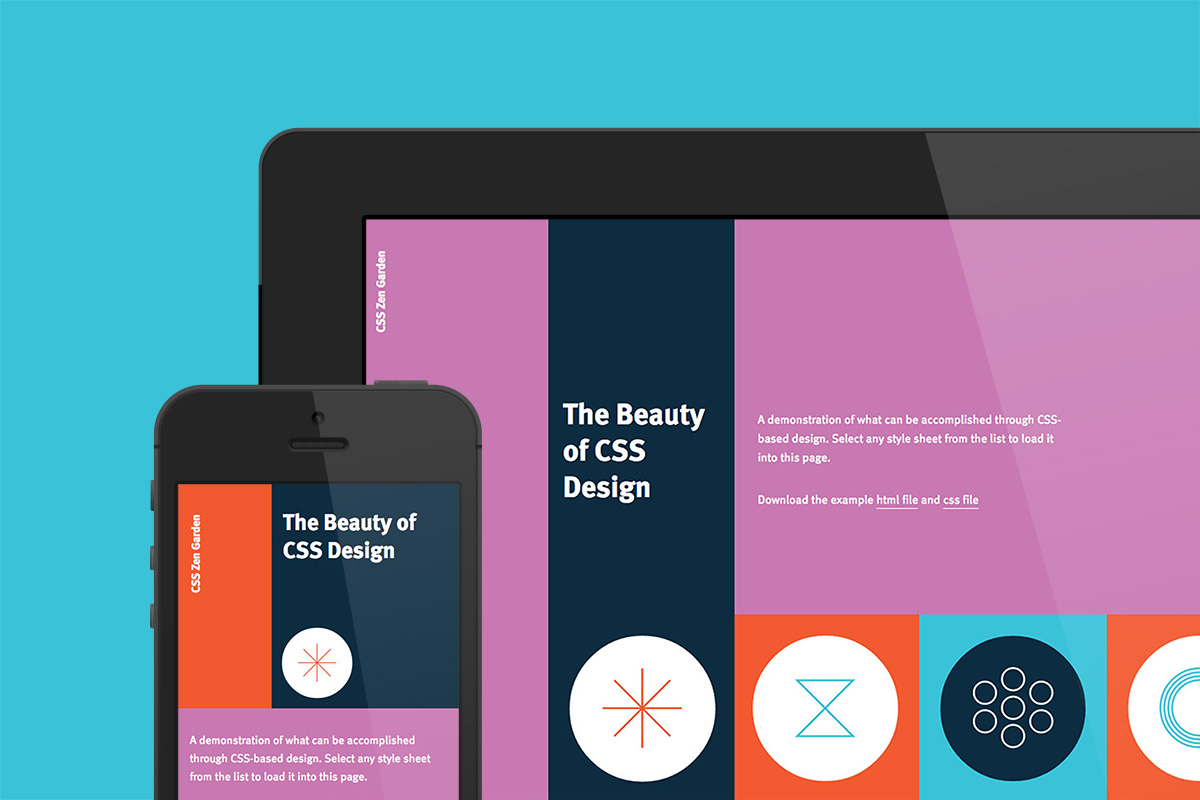 CSS Zen Garden
The Beauty
of CSS
Design
A demonstration of what can be accomplished through CSS-
based design. Select any style sheet from the list to load it
into this page.
Download the example html file and css file
CSS Zen Garden
The Beauty of
CSS Design
A demonstration of what can be accomplished
through CSS-based design. Select any style sheet
from the list to load it into this page.